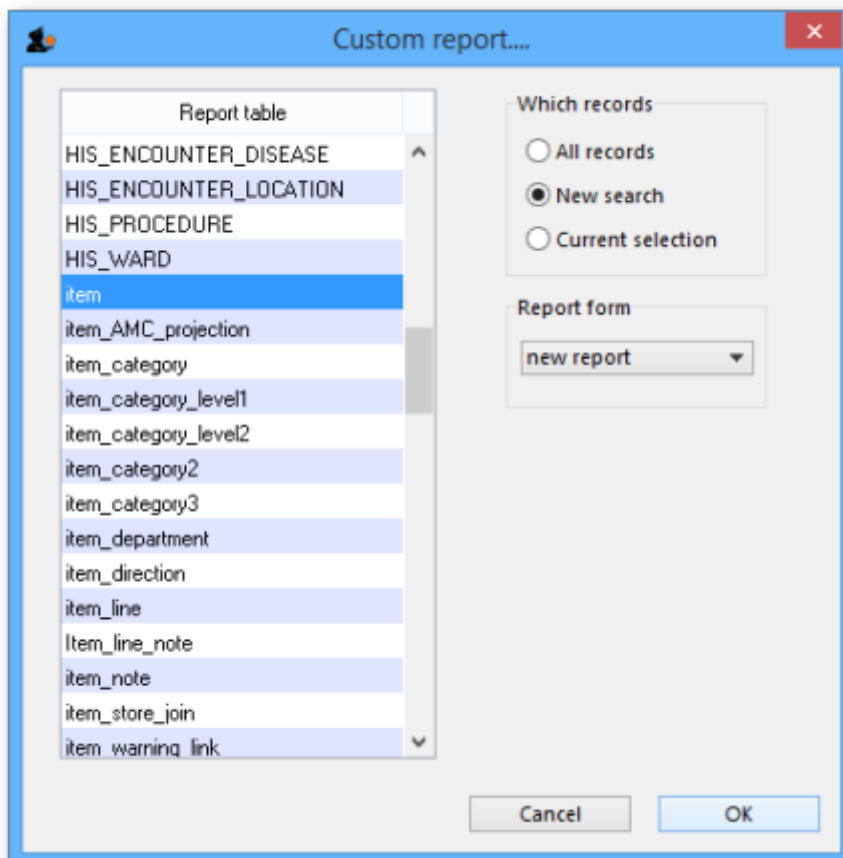 Custom report....
Report table
HIS_ENCOUNTER_DISEASE
HIS_ENCOUNTER_LOCATION
HIS_PROCEDURE
HIS_WARD
item
item_AMC_projection
item_category
item_category_level1
item_category_level2
item_category2
item_category3
item_department
item_direction
item_line
Item_line_note
item_note
item_store_join
item_warning_link
Which records
All records
New search
Current selection
Report form
new report
Cancel
OK